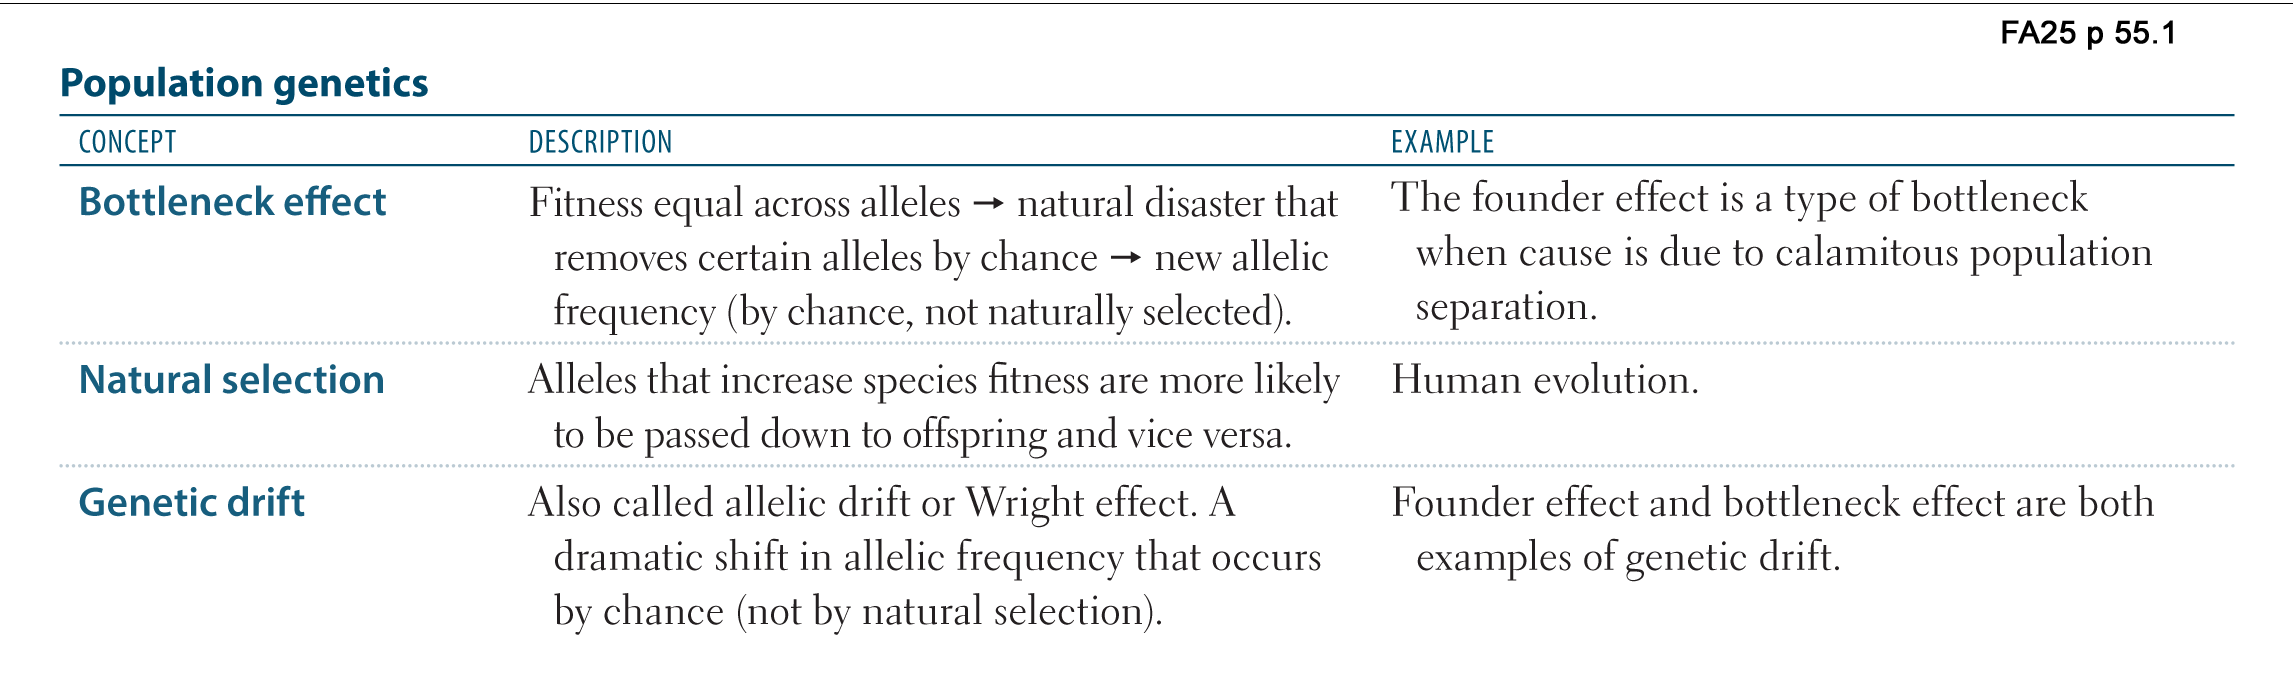 FA25 p 55.1
Population genetics
CONCEPT DESCRIPTION EXAMPLE
Bottleneck effect
Fitness equal across alleles → natural disaster that
removes certain alleles by chance → new allelic
frequency (by chance, not naturally selected).
The founder effect is a type of bottleneck
when cause is due to calamitous population
separation.
Natural selection
Alleles that increase species fitness are more likely
to be passed down to offspring and vice versa.
Human evolution.
Genetic drift
Also called allelic drift or Wright effect. A
dramatic shift in allelic frequency that occurs
by chance (not by natural selection).
Founder effect and bottleneck effect are both
examples of genetic drift.